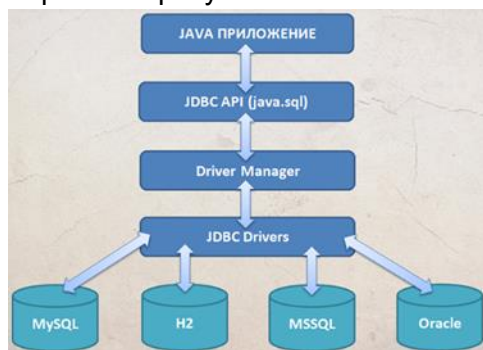 JAVA ПРИЛОЖЕНИЕ
JDBC API (java.sql)
Driver Manager
JDBC Drivers
MySQL
H2
MSSQL
Oracle